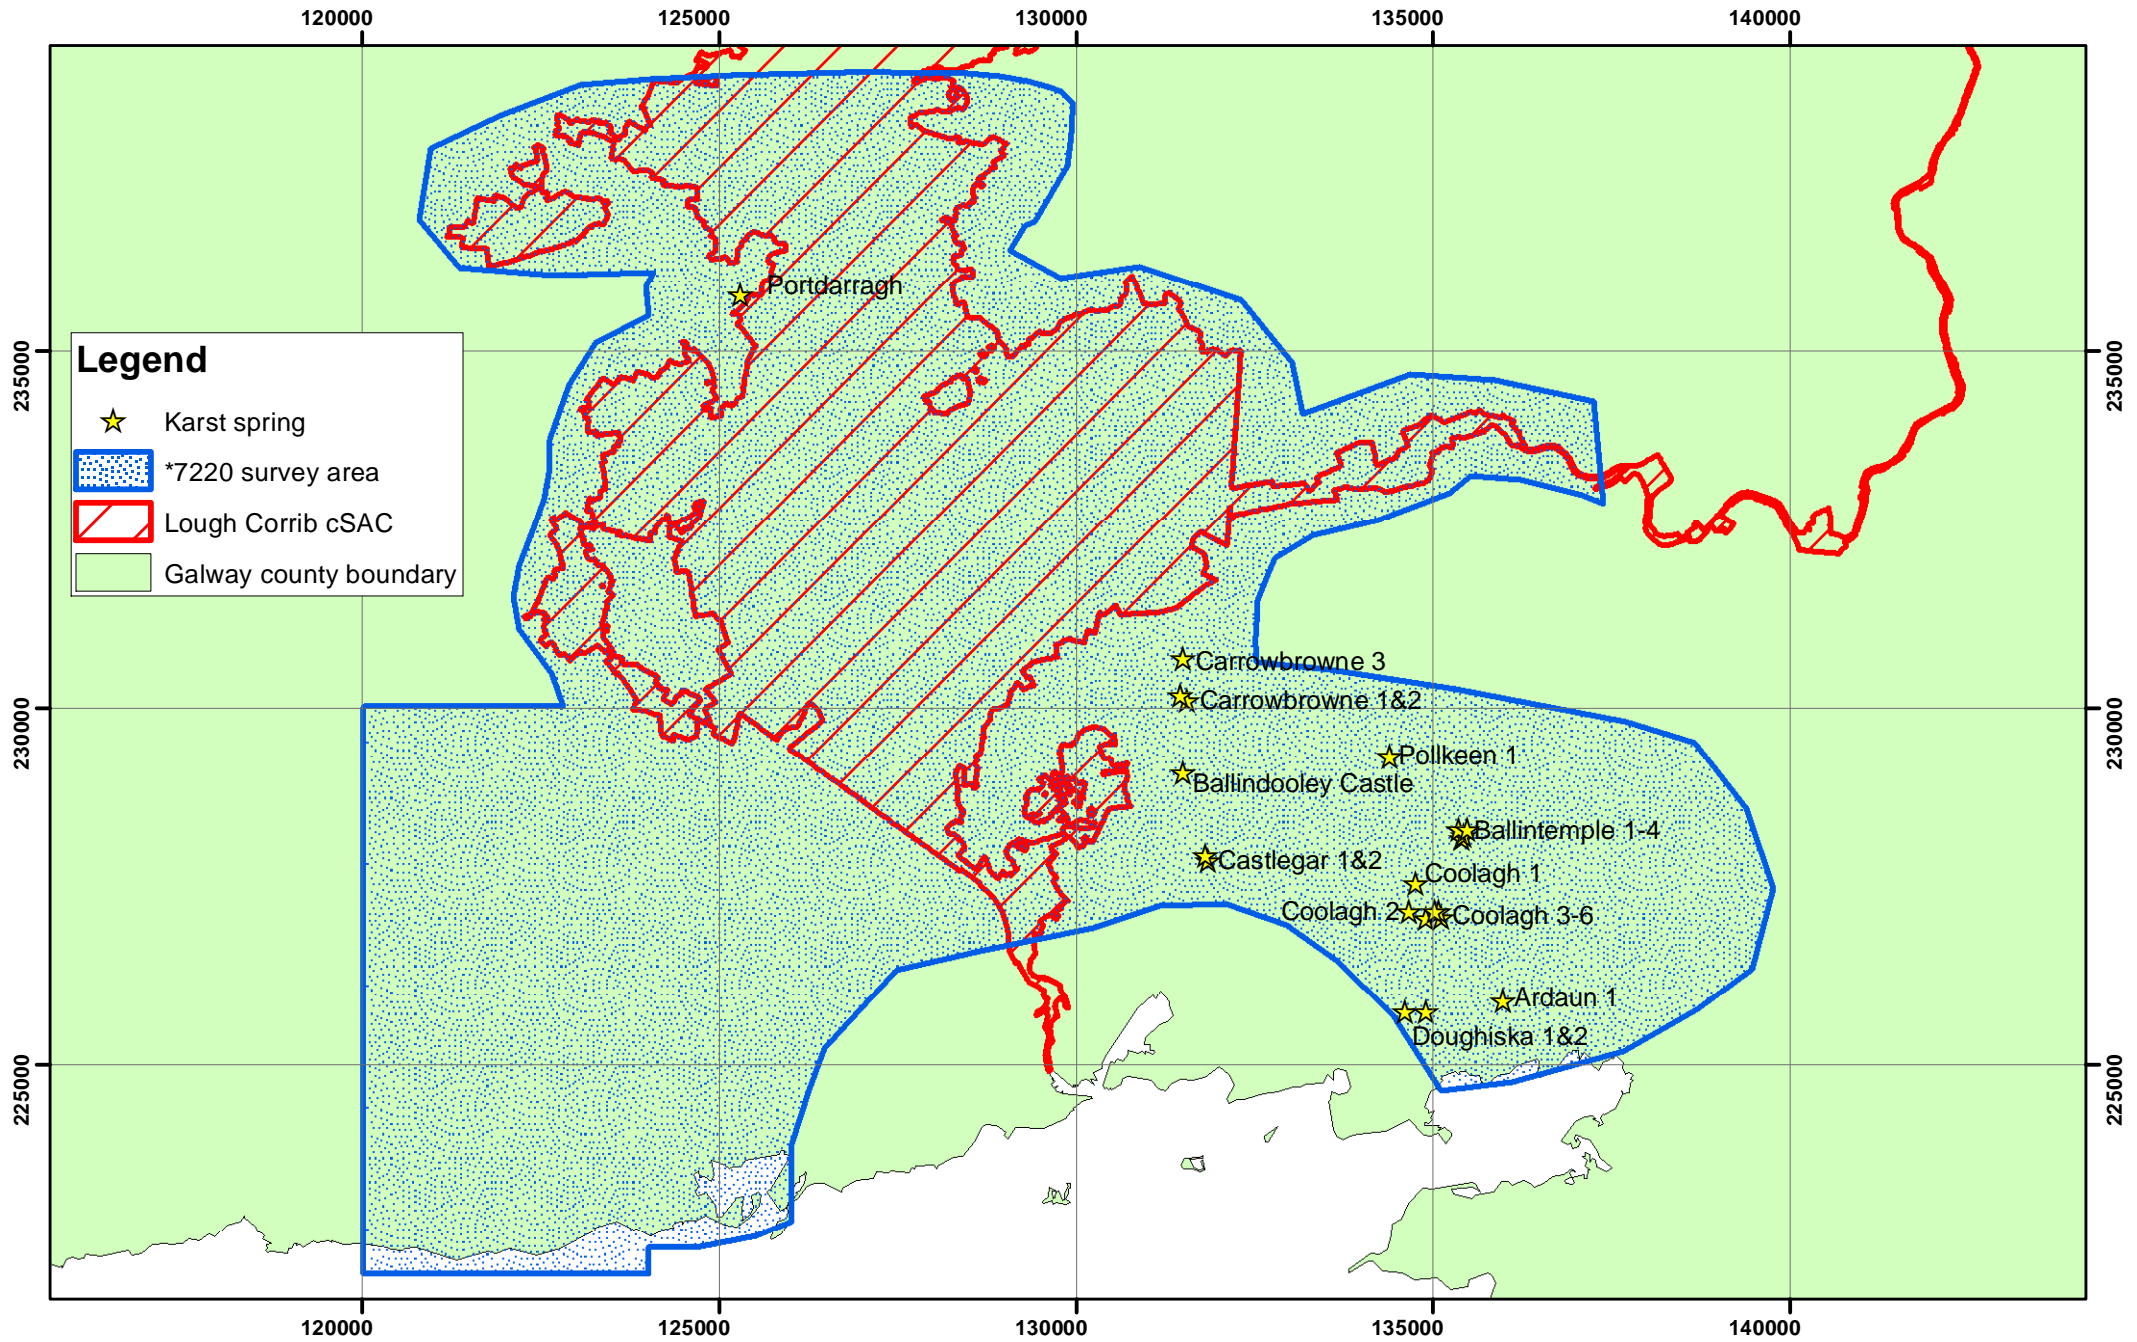 120000 125000 130000 135000 140000
Portdarragh
235000 235000
Legend
Karst spring
*7220 survey area
Lough Corrib cSAC
Galway county boundary
Carrowbrowne 3
Carrowbrowne 1&2
230000 230000
Pollkeen 1
Ballindooley Castle
Ballintemple 1-4
Castlegar 1&2
Coolagh 1
Coolagh 2
Coolagh 3-6
Ardaun 1
Doughiska 1&2
225000 225000
120000 125000 130000 135000 140000